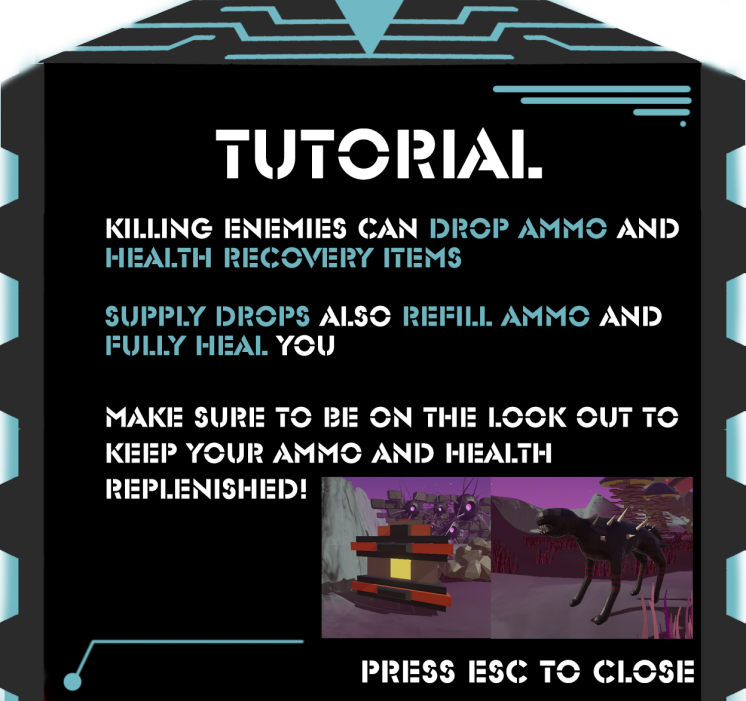 TUTORIAL
KILLING ENEMIES CAN DROP AMMO AND
HEALTH RECOVERY ITEMS
SUPPLY DROPS ALSO REFILL AMMO AND
FULLY HEAL YOU
MAKE SURE TO BE ON THE LOOK OUT TO
KEEP YOUR AMMO AND HEALTH
REPLENISHED!
PRESS ESC TO CLOSE